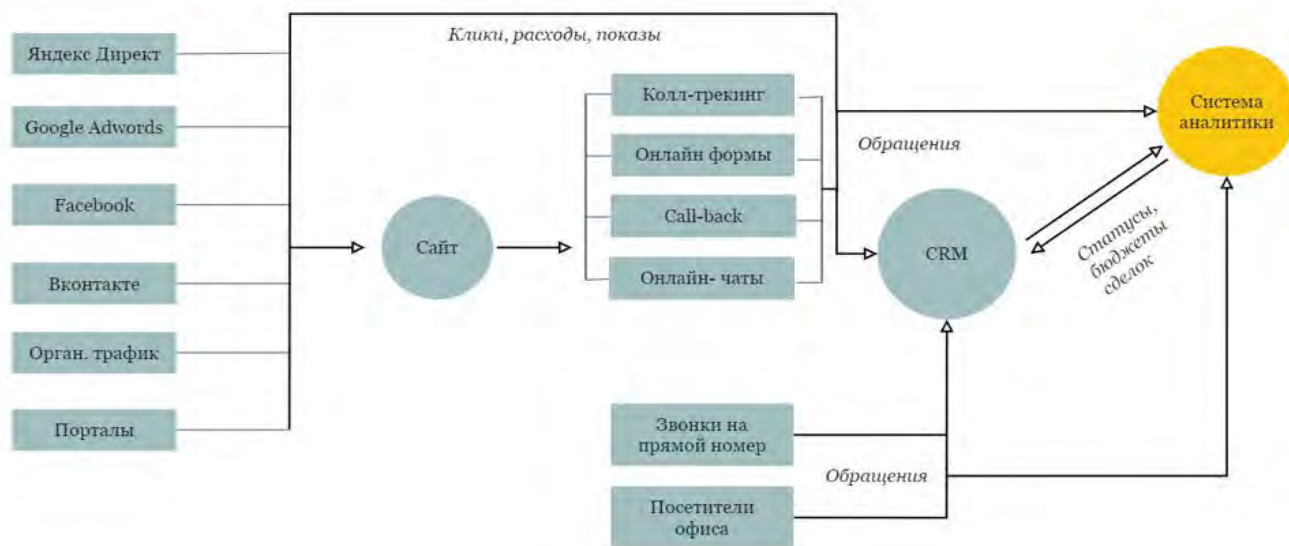 Клики, расходы, показы
Яндекс Директ
Google Adwords
Facebook
Вконтакте
Орган. трафик
Порталы
Сайт
Колл-трекинг
Онлайн формы
Call-back
Онлайн- чаты
Обращения
CRM
Система
аналитики
Статусы,
бюджеты
сделок
Звонки на
прямой номер
Обращения
Посетители
офиса